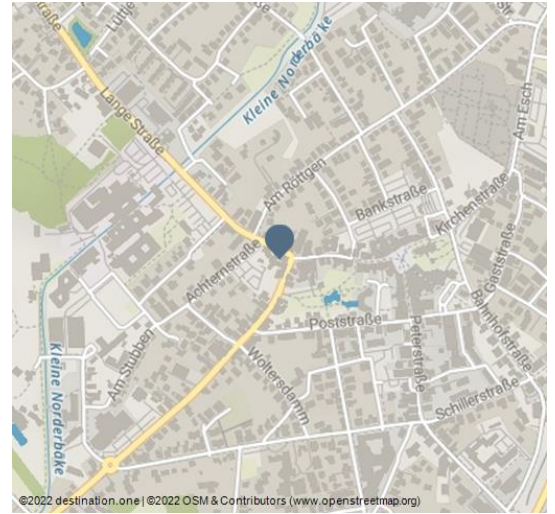 Straße
Lüttje
Kleine Norderbäke
Lange Straße
Am Esch
Am Röttgen
Bankstraße
Kirchenstraße
Achternstraße
Gaststraße
Bahnhofstraße
Poststraße
Peterstraße
Am Stubben
Woltersdamm
Kleine Norderbäke
Schillerstraße
©2022 destination.one | ©2022 OSM & Contributors (www.openstreetmap.org)